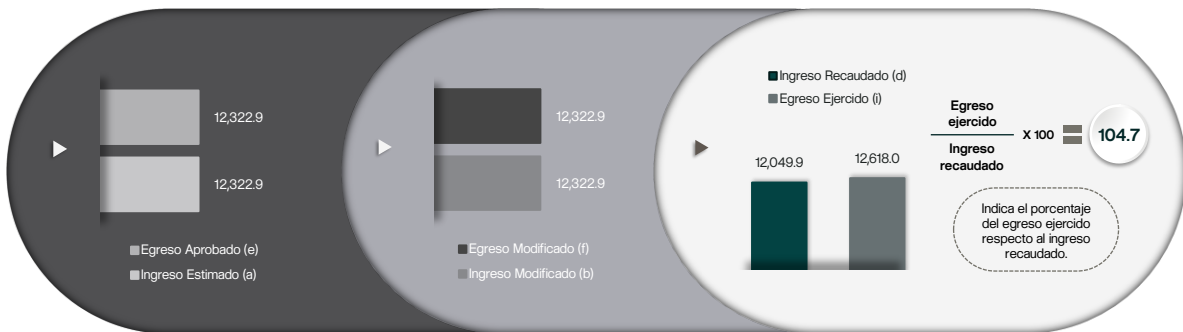 12,322.9
12,322.9
Egreso Aprobado (e)
Ingreso Estimado (a)
12,322.9
12,322.9
Egreso Modificado (f)
Ingreso Modificado (b)
Ingreso Recaudado (d)
Egreso Ejercido (i)
12,049.9
12,618.0
Egreso
ejercido
Ingreso
recaudado
X 100
104.7
Indica el porcentaje
del egreso ejercido
respecto al ingreso
recaudado.